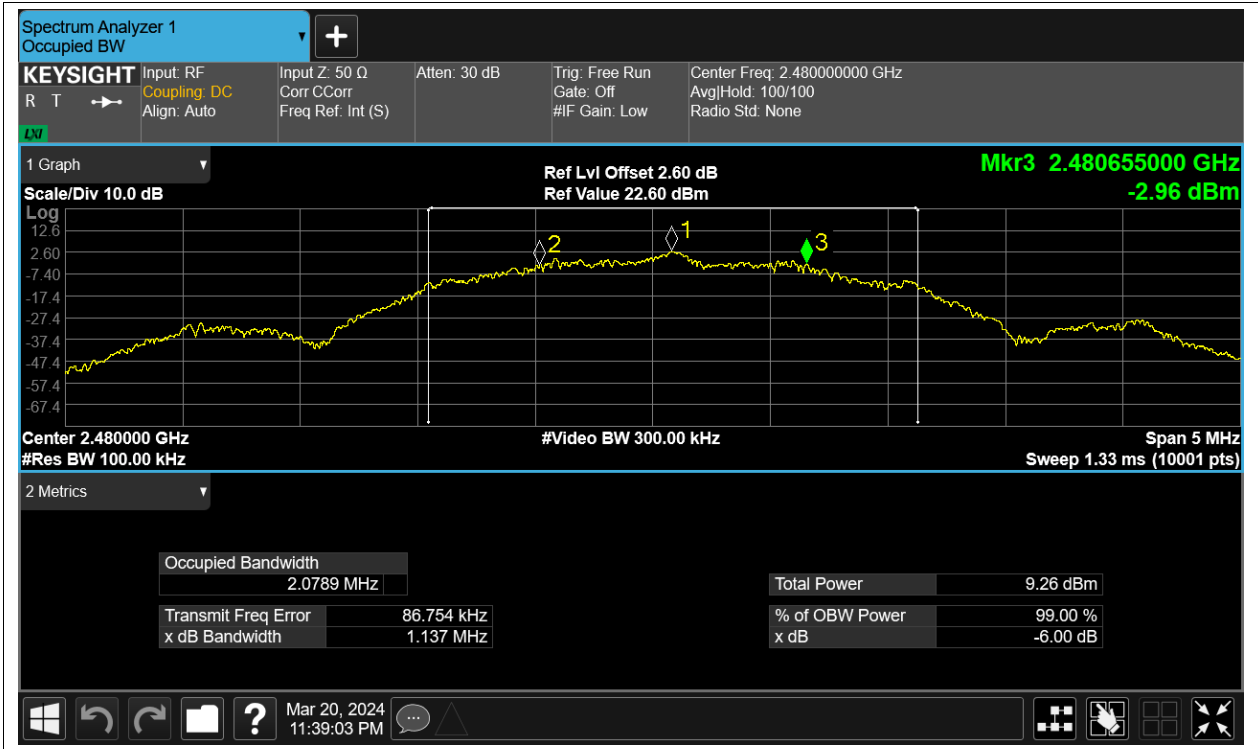 Spectrum Analyzer 1
Occupied BW
+
KEYSIGHT
R T
LXI
Input: RF
Coupling: DC
Align: Auto
Input Z: 50 Ω
Corr CCorr
Freq Ref: Int (S)
Atten: 30 dB
Trig: Free Run
Gate: Off
#IF Gain: Low
Center Freq: 2.480000000 GHz
Avg|Hold: 100/100
Radio Std: None
1 Graph
Scale/Div 10.0 dB
Log
Ref Lvl Offset 2.60 dB
Ref Value 22.60 dBm
Mkr3 2.480655000 GHz
-2.96 dBm
12.6
2.60
-7.40
-17.4
-27.4
-37.4
-47.4
-57.4
-67.4
2
1
3
Center 2.480000 GHz
#Res BW 100.00 kHz
#Video BW 300.00 kHz
Span 5 MHz
Sweep 1.33 ms (10001 pts)
2 Metrics
Occupied Bandwidth
2.0789 MHz
Transmit Freq Error 86.754 kHz
x dB Bandwidth 1.137 MHz
Total Power 9.26 dBm
% of OBW Power 99.00 %
x dB -6.00 dB
?
Mar 20, 2024
11:39:03 PM